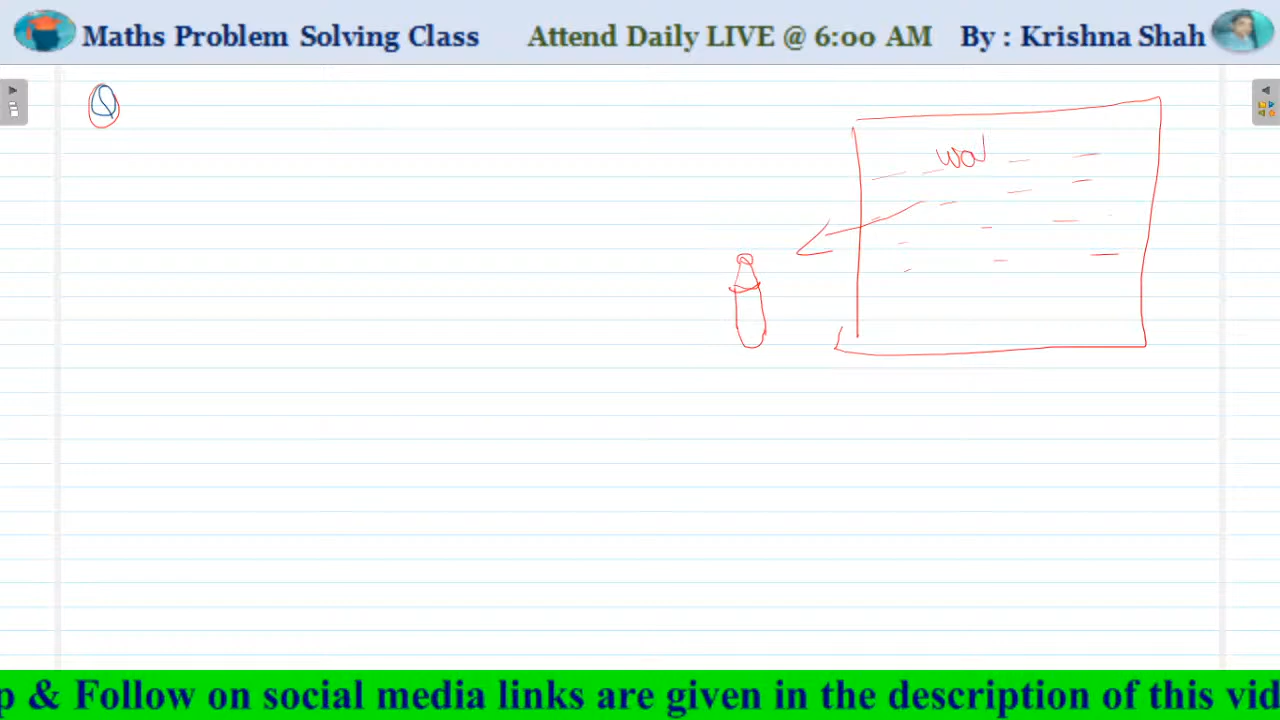 Maths Problem Solving Class Attend Daily LIVE @ 6:00 AM By : Krishna Shah
Q
p & Follow on social media links are given in the description of this vid